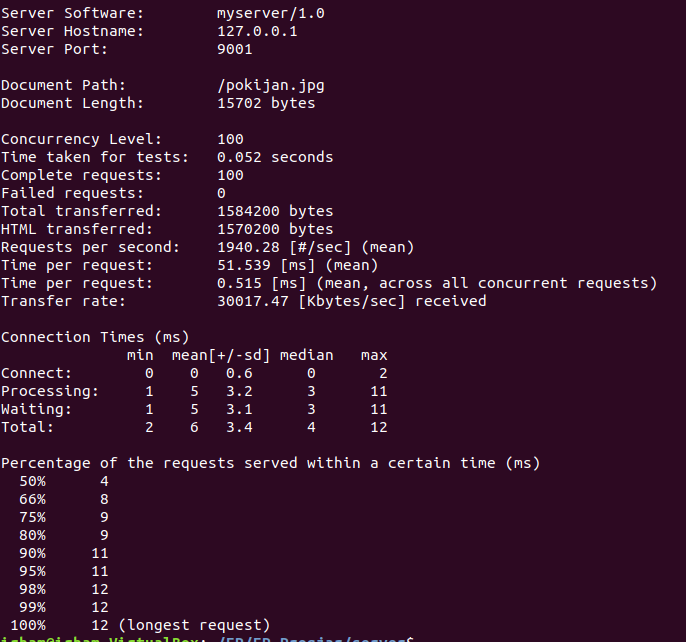 Server Software:        myserver/1.0
Server Hostname:        127.0.0.1
Server Port:            9001
Document Path:          /pokijan.jpg
Document Length:        15702 bytes
Concurrency Level:      100
Time taken for tests:   0.052 seconds
Complete requests:      100
Failed requests:        0
Total transferred:      1584200 bytes
HTML transferred:       1570200 bytes
Requests per second:    1940.28 [#/sec] (mean)
Time per request:       51.539 [ms] (mean)
Time per request:       0.515 [ms] (mean, across all concurrent requests)
Transfer rate:          30017.47 [Kbytes/sec] received
Connection Times (ms)
              min  mean[+/-sd] median   max
Connect:        0    0   0.6      0       2
Processing:     1    5   3.2      3      11
Waiting:        1    5   3.1      3      11
Total:          2    6   3.4      4      12
Percentage of the requests served within a certain time (ms)
  50%      4
  66%      8
  75%      9
  80%      9
  90%     11
  95%     11
  98%     12
  99%     12
 100%     12 (longest request)